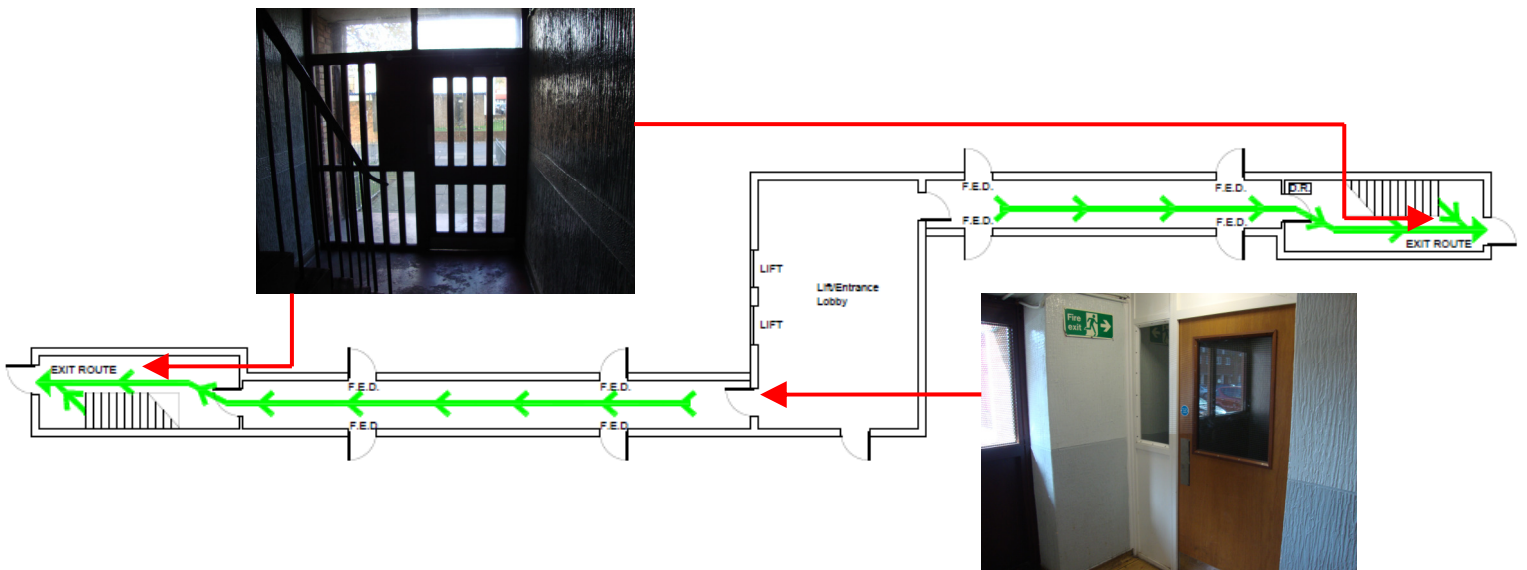 F.E.D.
F.E.D.
D.R.
F.E.D.
F.E.D.
EXIT ROUTE
LIFT
Lift/Entrance
Lobby
LIFT
Fire
exit
EXIT ROUTE
F.E.D.
F.E.D.
F.E.D.
F.E.D.